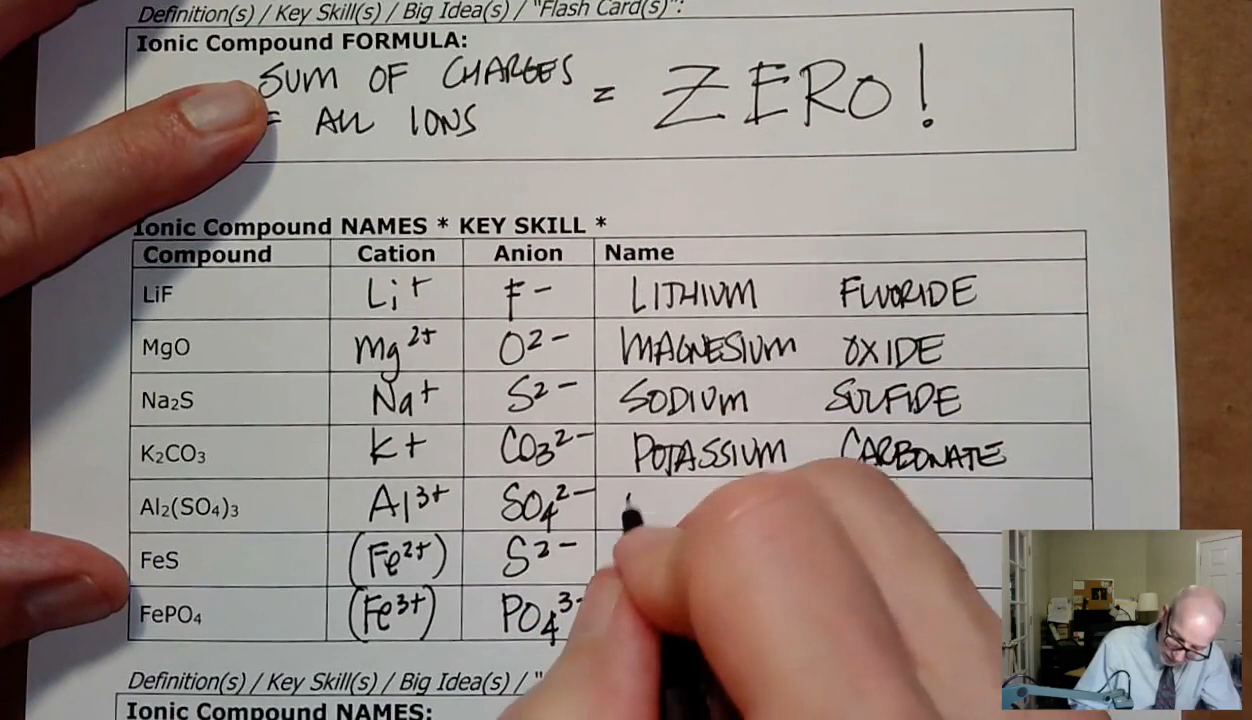 Definition(s) / Key Skill(s) / Big Idea(s) / "Flash Card(s)":
Ionic Compound FORMULA:
SUM OF CHARGES
ALL IONS
= ZERO!
Ionic Compound NAMES * KEY SKILL *
Compound Cation Anion Name
LiF Li+ F- LITHIUM FLUORIDE
MgO Mg2+ O2- MAGNESIUM OXIDE
Na2S Na+ S2- SODIUM SULFIDE
K2CO3 K+ CO32- POTASSIUM CARBONATE
Al2(SO4)3 Al3+ SO42-
FeS (Fe2+) S2-
FePO4 (Fe3+) PO43-
Definition(s) / Key Skill(s) / Big Idea(s) / "
Ionic Compound NAMES: